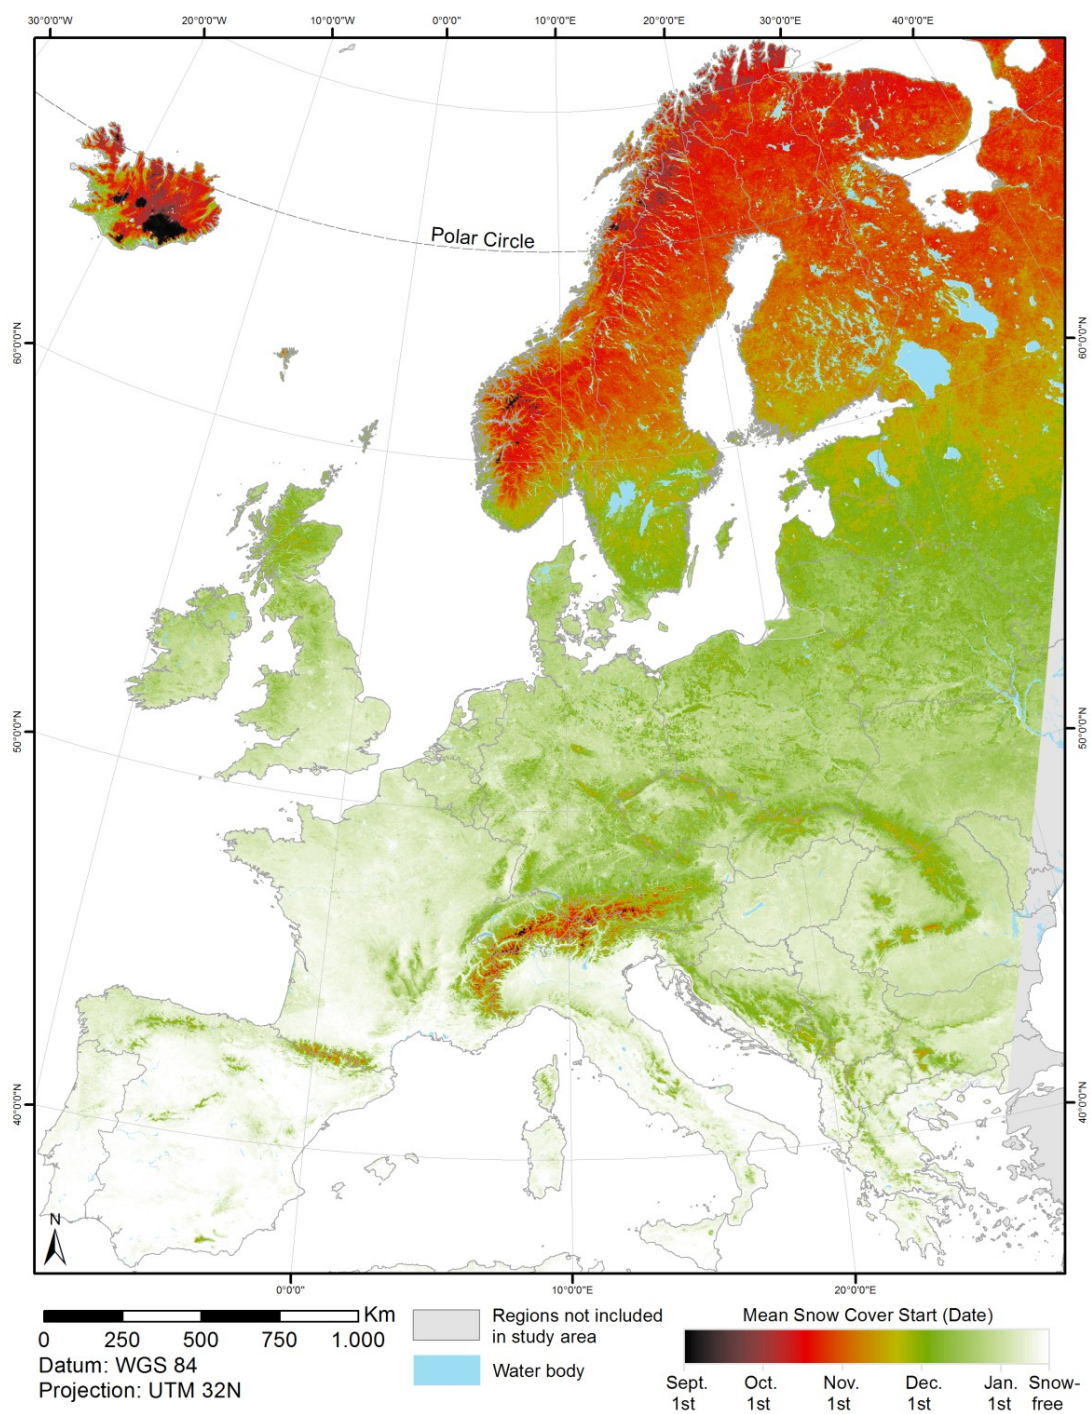 30°0'0"W 20°0'0"W 10°0'0"W 0°0'0" 10°0'0"E 20°0'0"E 30°0'0"E 40°0'0"E
Polar Circle
60°0'0"N 60°0'0"N
50°0'0"N 50°0'0"N
40°0'0"N 40°0'0"N
N
0°0'0" 10°0'0"E 20°0'0"E
Km
0 250 500 750 1.000
Datum: WGS 84
Projection: UTM 32N
Regions not included
in study area
Water body
Mean Snow Cover Start (Date)
Sept. Oct. Nov. Dec. Jan. Snow-
1st 1st 1st 1st 1st free